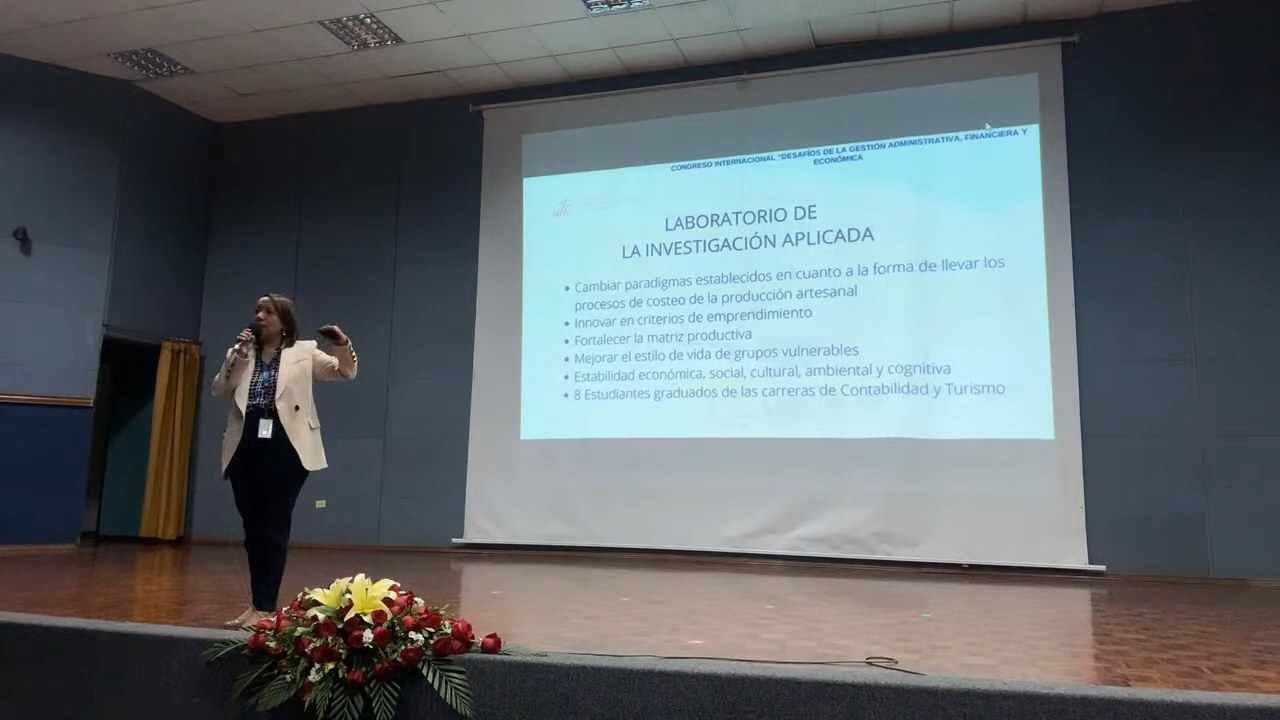 CONGRESO INTERNACIONAL "DESAFÍOS DE LA GESTIÓN ADMINISTRATIVA, FINANCIERA Y
ECONÓMICA
LABORATORIO DE
LA INVESTIGACIÓN APLICADA
• Cambiar paradigmas establecidos en cuanto a la forma de llevar los
procesos de costeo de la producción artesanal
• Innovar en criterios de emprendimiento
• Fortalecer la matriz productiva
• Mejorar el estilo de vida de grupos vulnerables
• Estabilidad económica, social, cultural, ambiental y cognitiva
• 8 Estudiantes graduados de las carreras de Contabilidad y Turismo